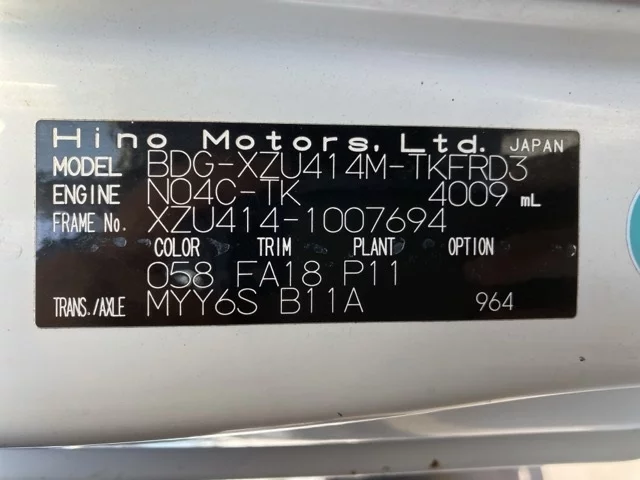 Hino Motors, Ltd. JAPAN
MODEL BDG-XZU414M-TKFRD3
ENGINE N04C-TK 4009 mL
FRAME No. XZU414-1007694
COLOR TRIM PLANT OPTION
058 FA18 P11
TRANS./AXLE MYY6S B11A 964